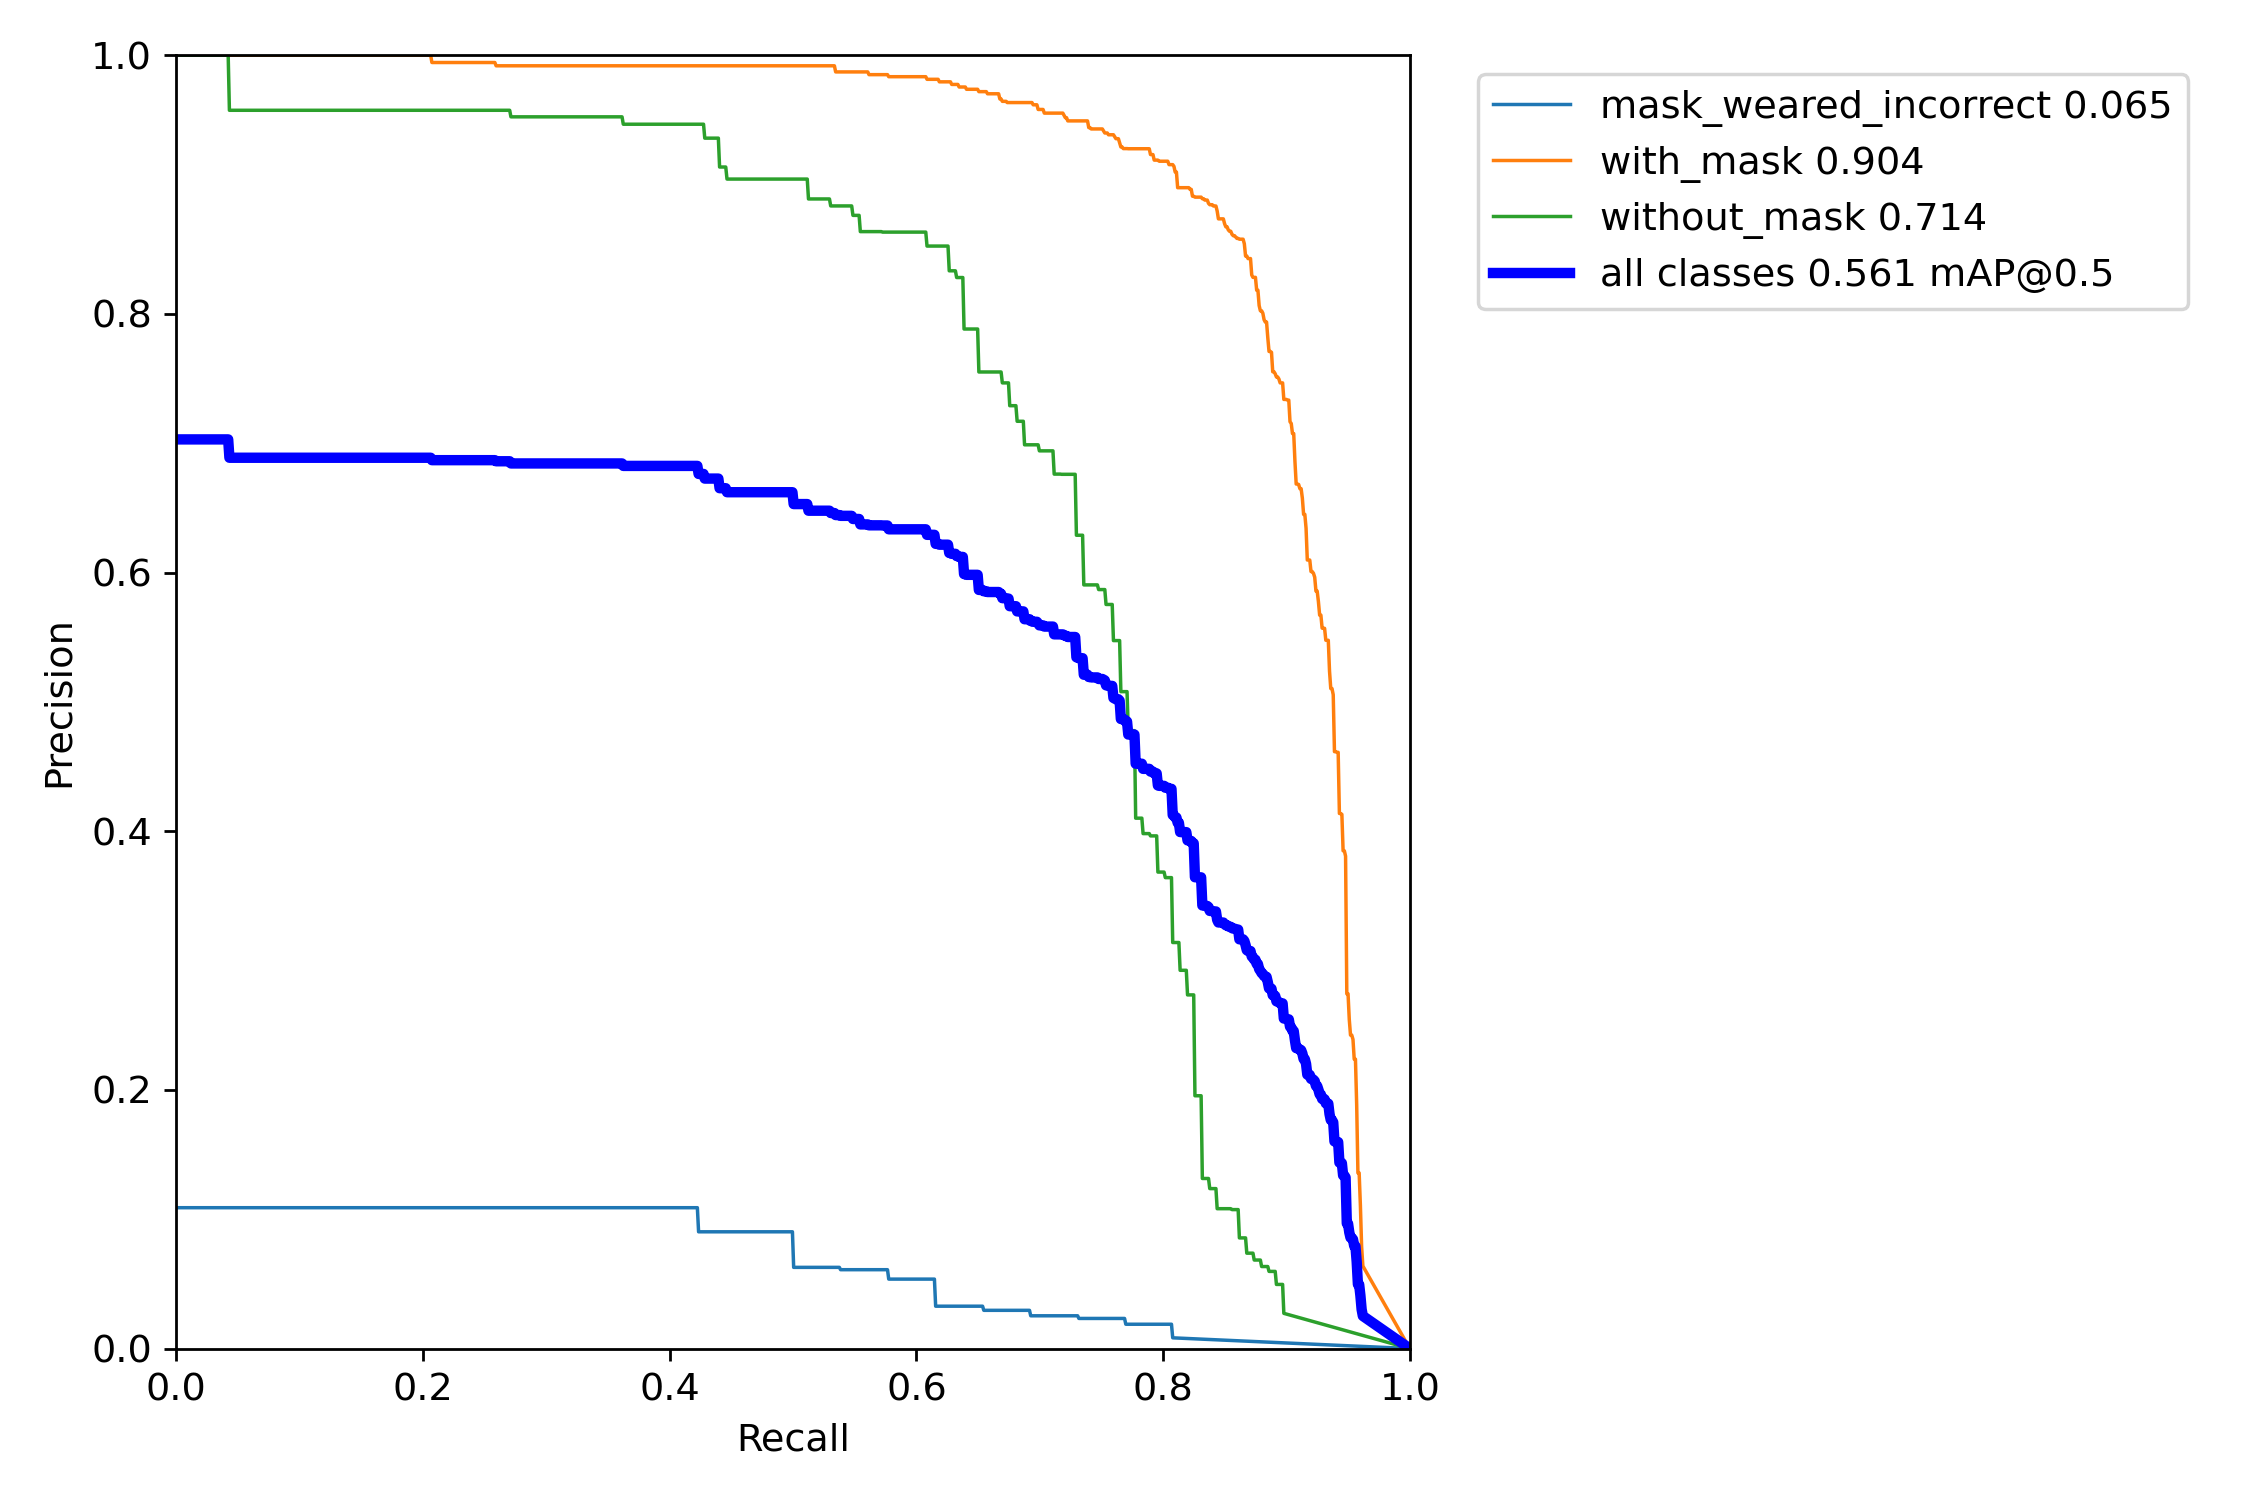 1.0
0.8
0.6
0.4
0.2
0.0
Precision
0.0 0.2 0.4 0.6 0.8 1.0
Recall
mask_weared_incorrect 0.065
with_mask 0.904
without_mask 0.714
all classes 0.561 mAP@0.5